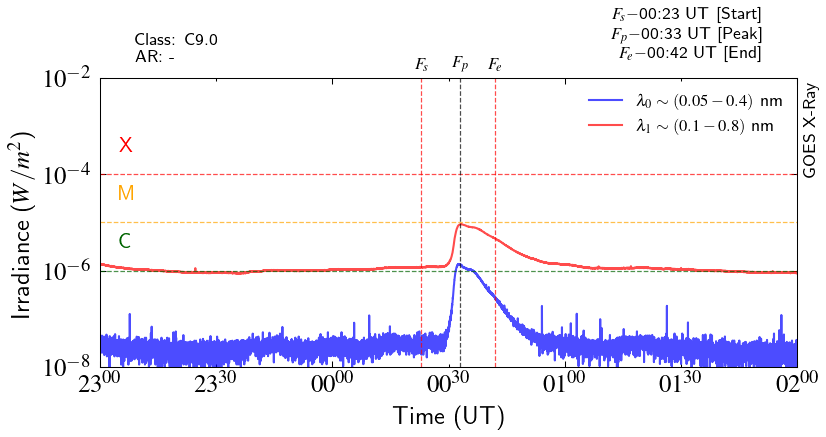 Fs−00:23 UT [Start]
Class: C9.0
Fp−00:33 UT [Peak]
AR: -
Fe−00:42 UT [End]
Fs Fp Fe
10⁻²
λ₀ ∼ (0.05 − 0.4) nm
λ₁ ∼ (0.1 − 0.8) nm
GOES X-Ray
X
10⁻⁴
M
Irradiance (W/m²)
C
10⁻⁶
10⁻⁸
23⁰⁰ 23³⁰ 00⁰⁰ 00³⁰ 01⁰⁰ 01³⁰ 02⁰⁰
Time (UT)